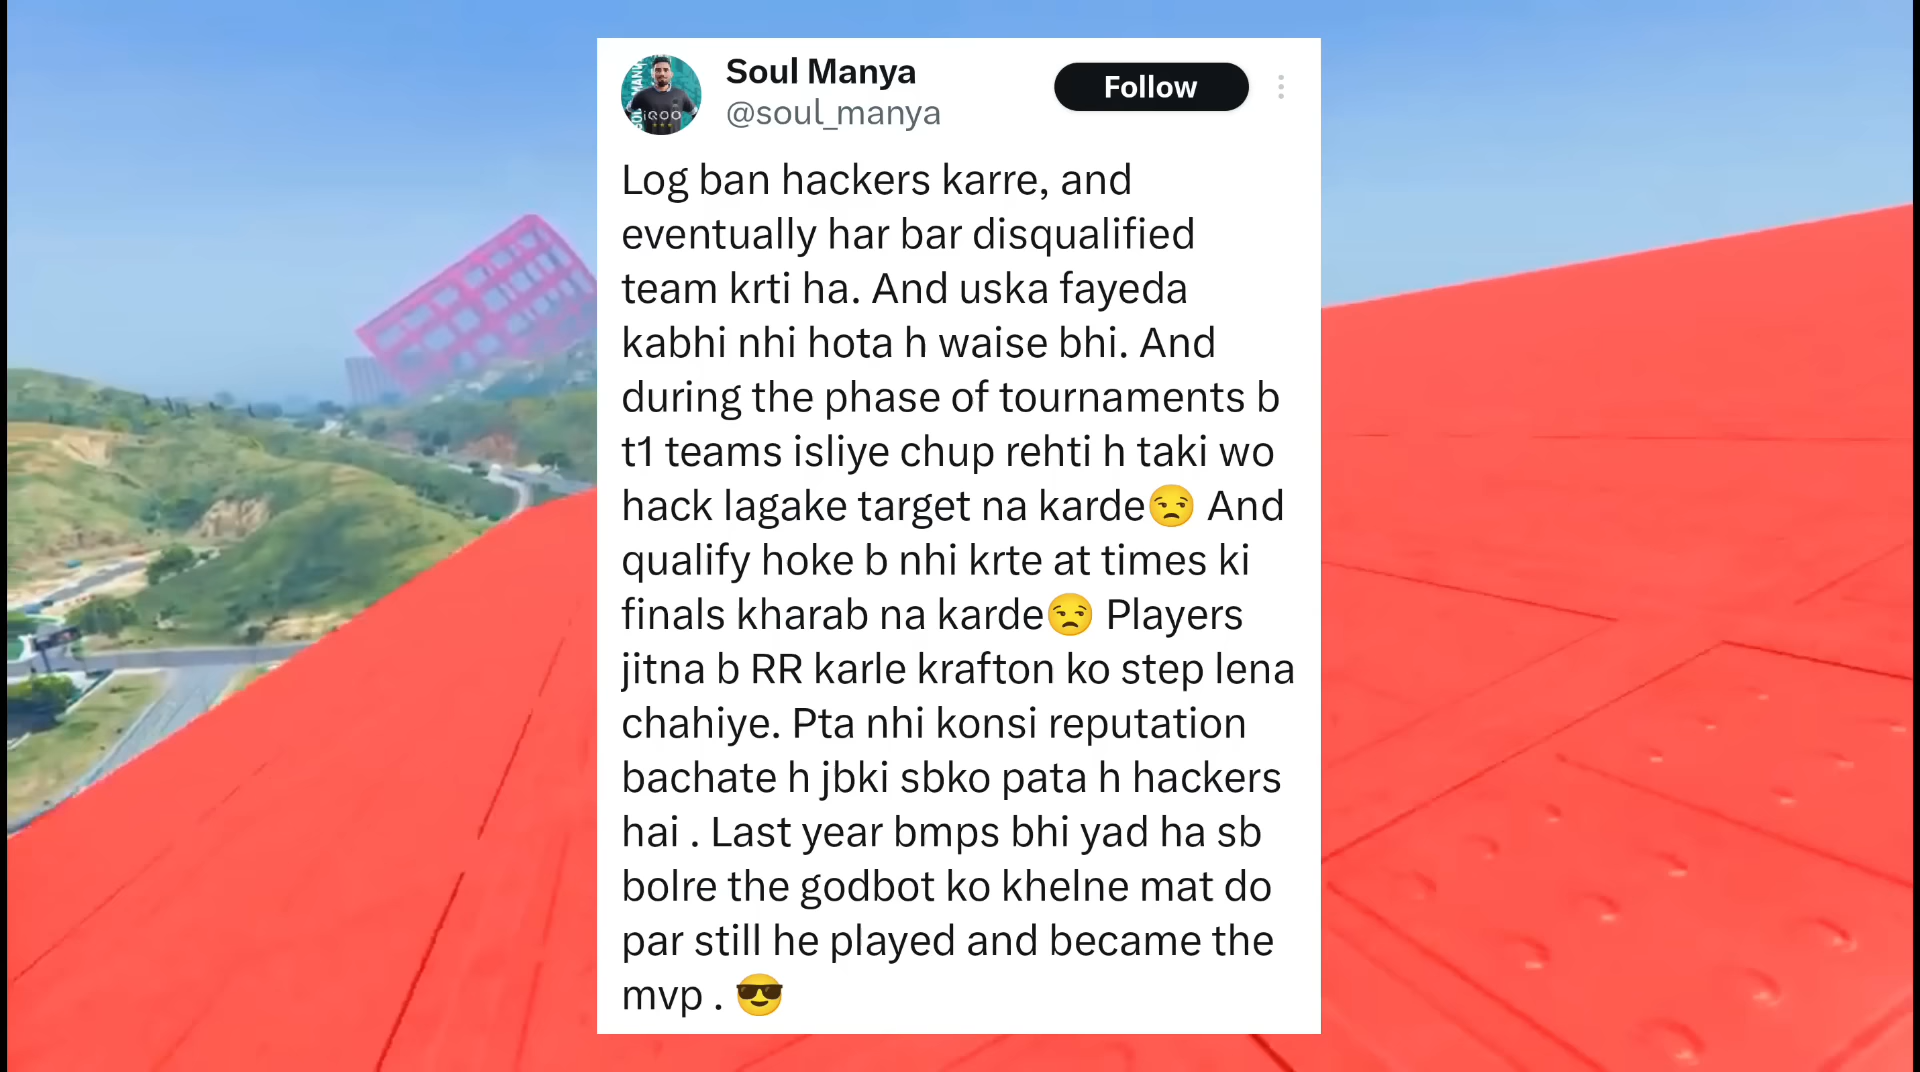 Soul Manya
@soul_manya
Follow
Log ban hackers karre, and
eventually har bar disqualified
team krti ha. And uska fayeda
kabhi nhi hota h waise bhi. And
during the phase of tournaments b
t1 teams isliye chup rehti h taki wo
hack lagake target na karde😒 And
qualify hoke b nhi krte at times ki
finals kharab na karde😒 Players
jitna b RR karle krafton ko step lena
chahiye. Pta nhi konsi reputation
bachate h jbki sbko pata h hackers
hai . Last year bmps bhi yad ha sb
bolre the godbot ko khelne mat do
par still he played and became the
mvp . 😎